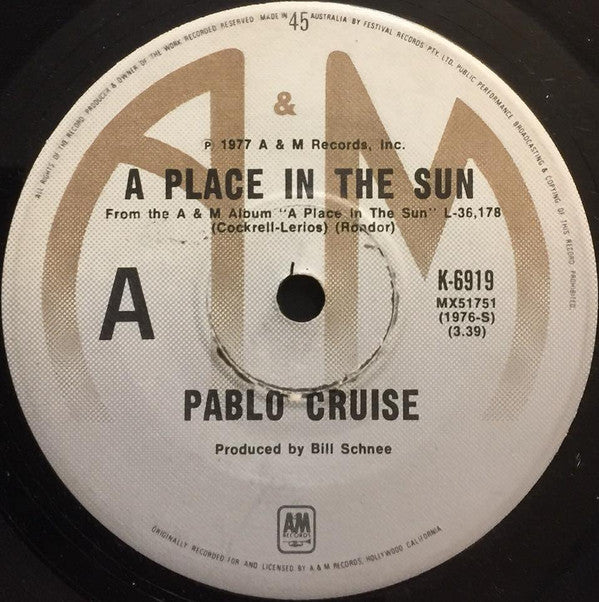 ALL RIGHTS OF THE RECORD PRODUCER & OWNER OF THE WORK RECORDED RESERVED MADE IN 45 AUSTRALIA BY FESTIVAL RECORDS PTY. LTD. PUBLIC PERFORMANCE BROADCASTING & COPYING OF THIS RECORD PROHIBITED
A & M
℗ 1977 A & M Records, Inc.
A PLACE IN THE SUN
From the A & M Album "A Place In The Sun" L-36,178
(Cockrell-Lerios) (Rondor)
A
K-6919
MX51751
(1976-S)
(3.39)
PABLO CRUISE
Produced by Bill Schnee
A&M
RECORDS
ORIGINALLY RECORDED FOR AND LICENSED BY A & M RECORDS, HOLLYWOOD CALIFORNIA